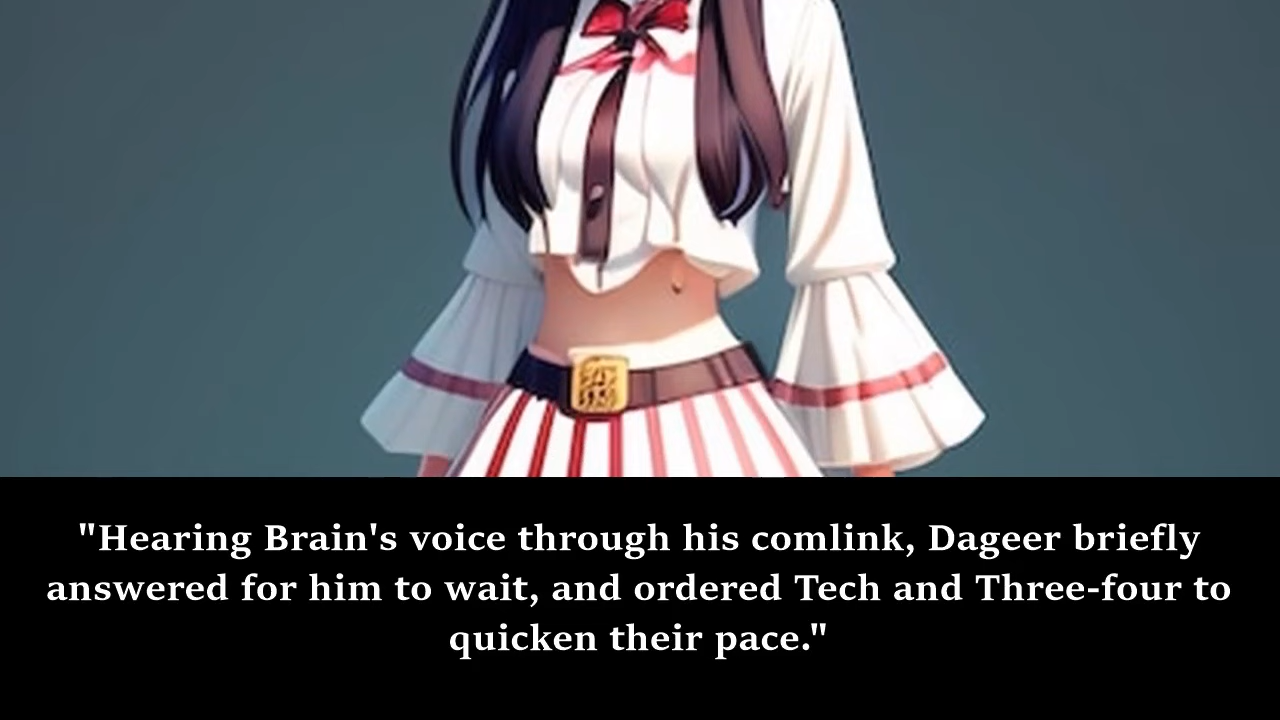 "Hearing Brain's voice through his comlink, Dageer briefly
answered for him to wait, and ordered Tech and Three-four to
quicken their pace."